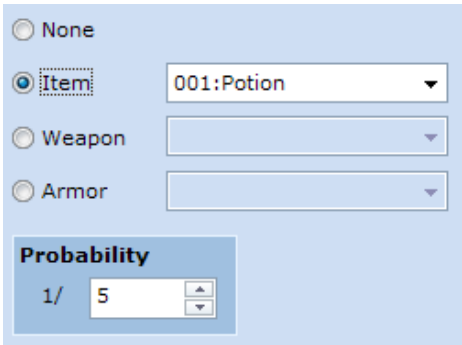 None
Item 001:Potion
Weapon
Armor
Probability
1/ 5